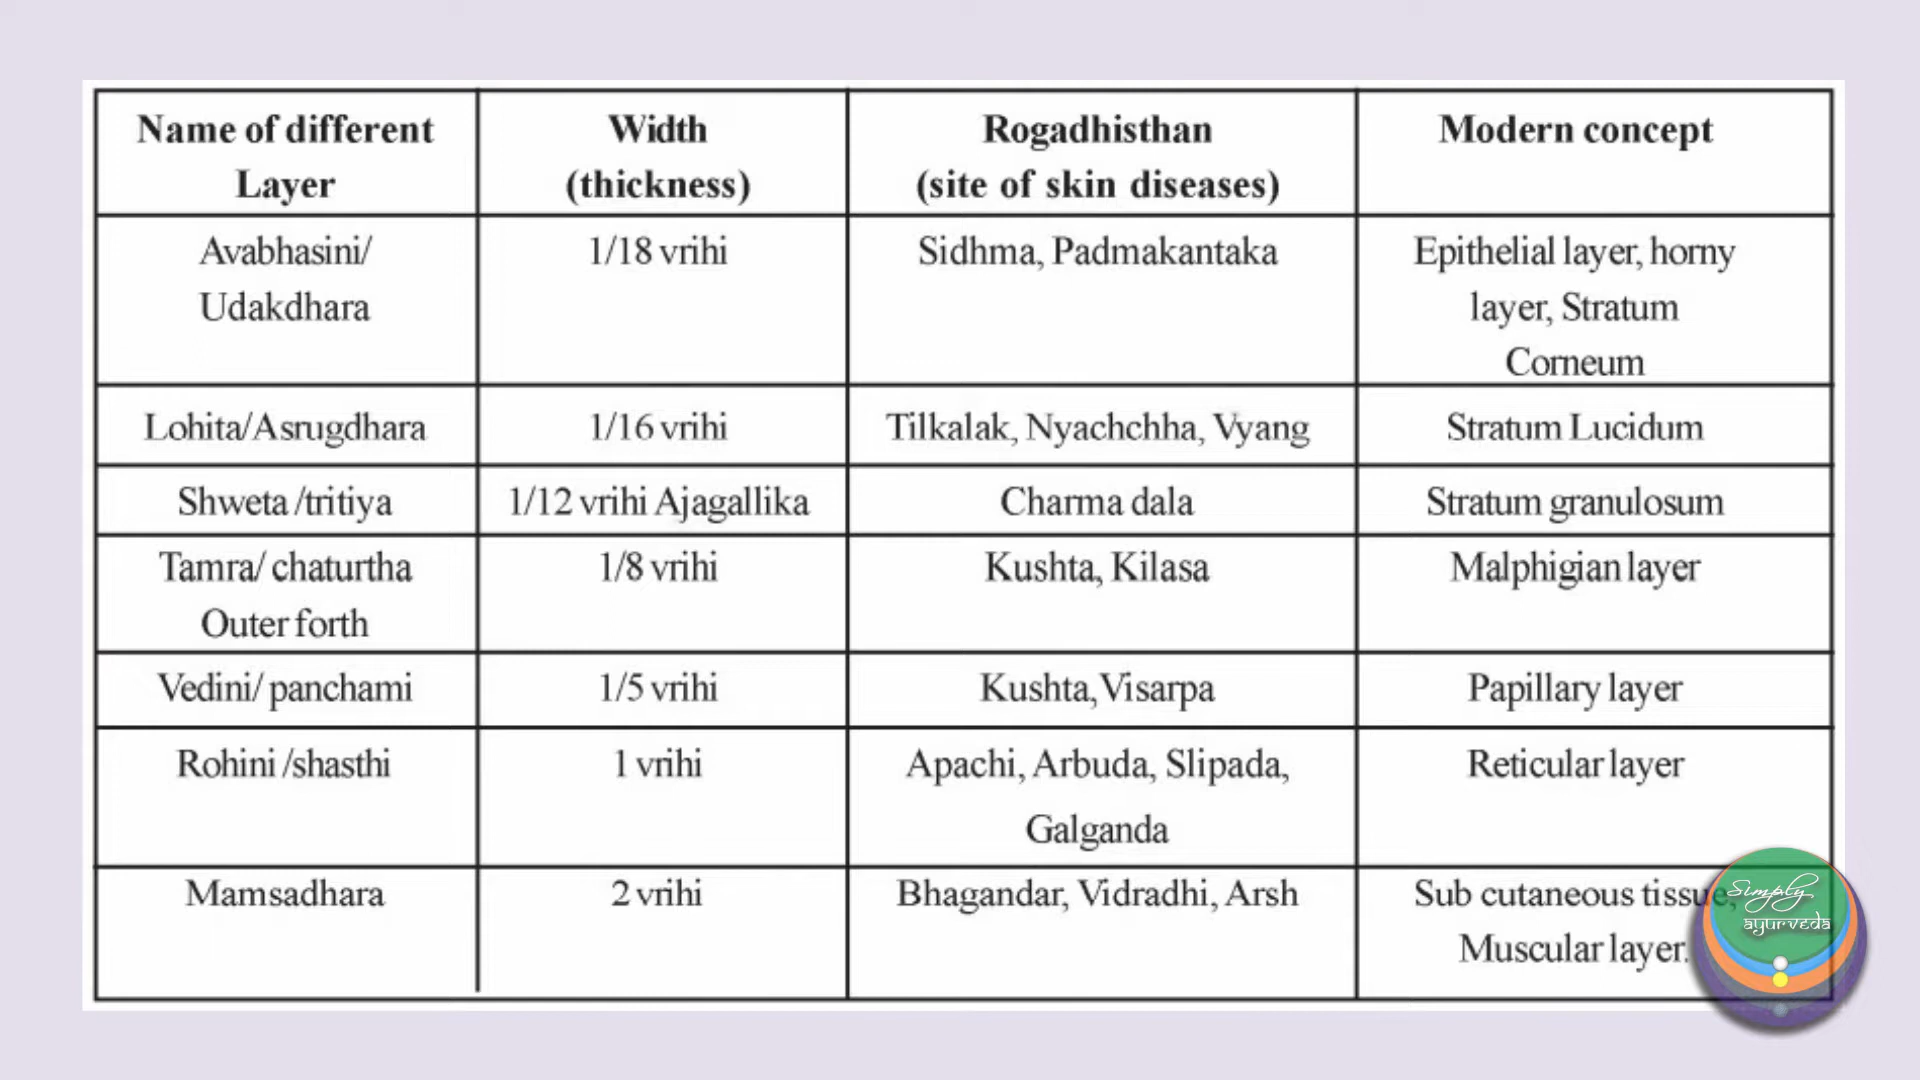 Name of different Layer | Width (thickness) | Rogadhisthan (site of skin diseases) | Modern concept
Avabhasini/ Udakdhara | 1/18 vrihi | Sidhma, Padmakantaka | Epithelial layer, horny layer, Stratum Corneum
Lohita/Asrugdhara | 1/16 vrihi | Tilkalak, Nyachchha, Vyang | Stratum Lucidum
Shweta /tritiya | 1/12 vrihi Ajagallika | Charma dala | Stratum granulosum
Tamra/ chaturtha Outer forth | 1/8 vrihi | Kushta, Kilasa | Malphigian layer
Vedini/ panchami | 1/5 vrihi | Kushta,Visarpa | Papillary layer
Rohini /shasthi | 1 vrihi | Apachi, Arbuda, Slipada, Galganda | Reticular layer
Mamsadhara | 2 vrihi | Bhagandar, Vidradhi, Arsh | Sub cutaneous tissue, Muscular layer.
Simply
ayurveda